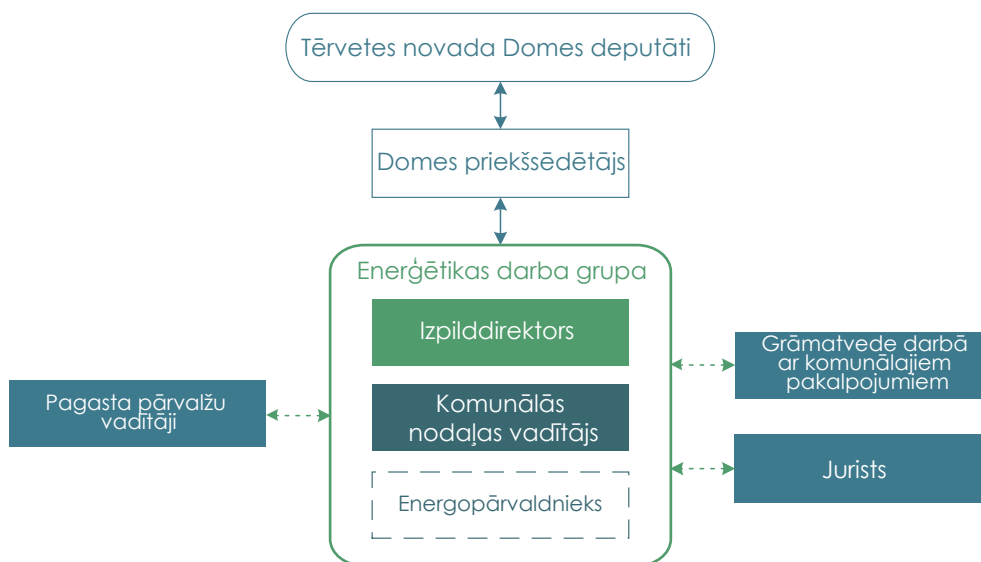 Tērvetes novada Domes deputāti
Domes priekšsēdētājs
Enerģētikas darba grupa
Izpilddirektors
Komunālās
nodaļas vadītājs
Energopārvaldnieks
Pagasta pārvalžu
vadītāji
Grāmatvede darbā
ar komunālajiem
pakalpojumiem
Jurists